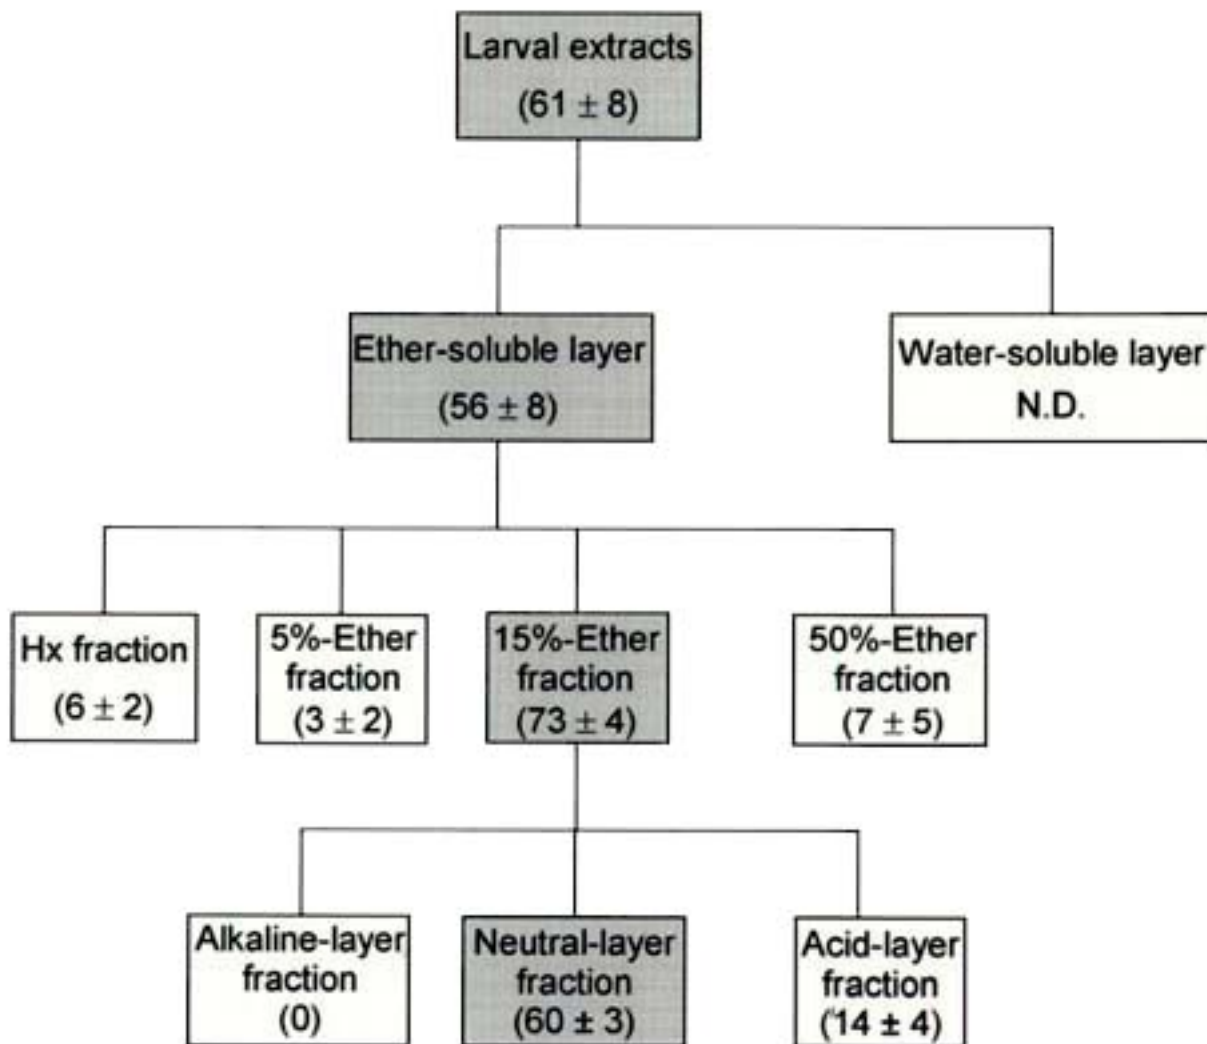 Larval extracts
(61 ± 8)
Ether-soluble layer
(56 ± 8)
Water-soluble layer
N.D.
Hx fraction
(6 ± 2)
5%-Ether
fraction
(3 ± 2)
15%-Ether
fraction
(73 ± 4)
50%-Ether
fraction
(7 ± 5)
Alkaline-layer
fraction
(0)
Neutral-layer
fraction
(60 ± 3)
Acid-layer
fraction
(14 ± 4)